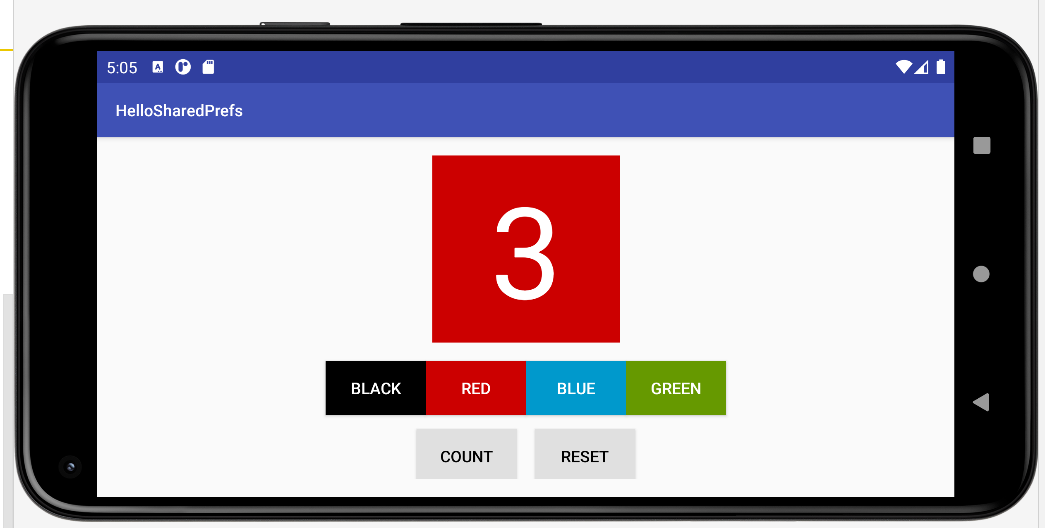 5:05
HelloSharedPrefs
3
BLACK RED BLUE GREEN
COUNT RESET